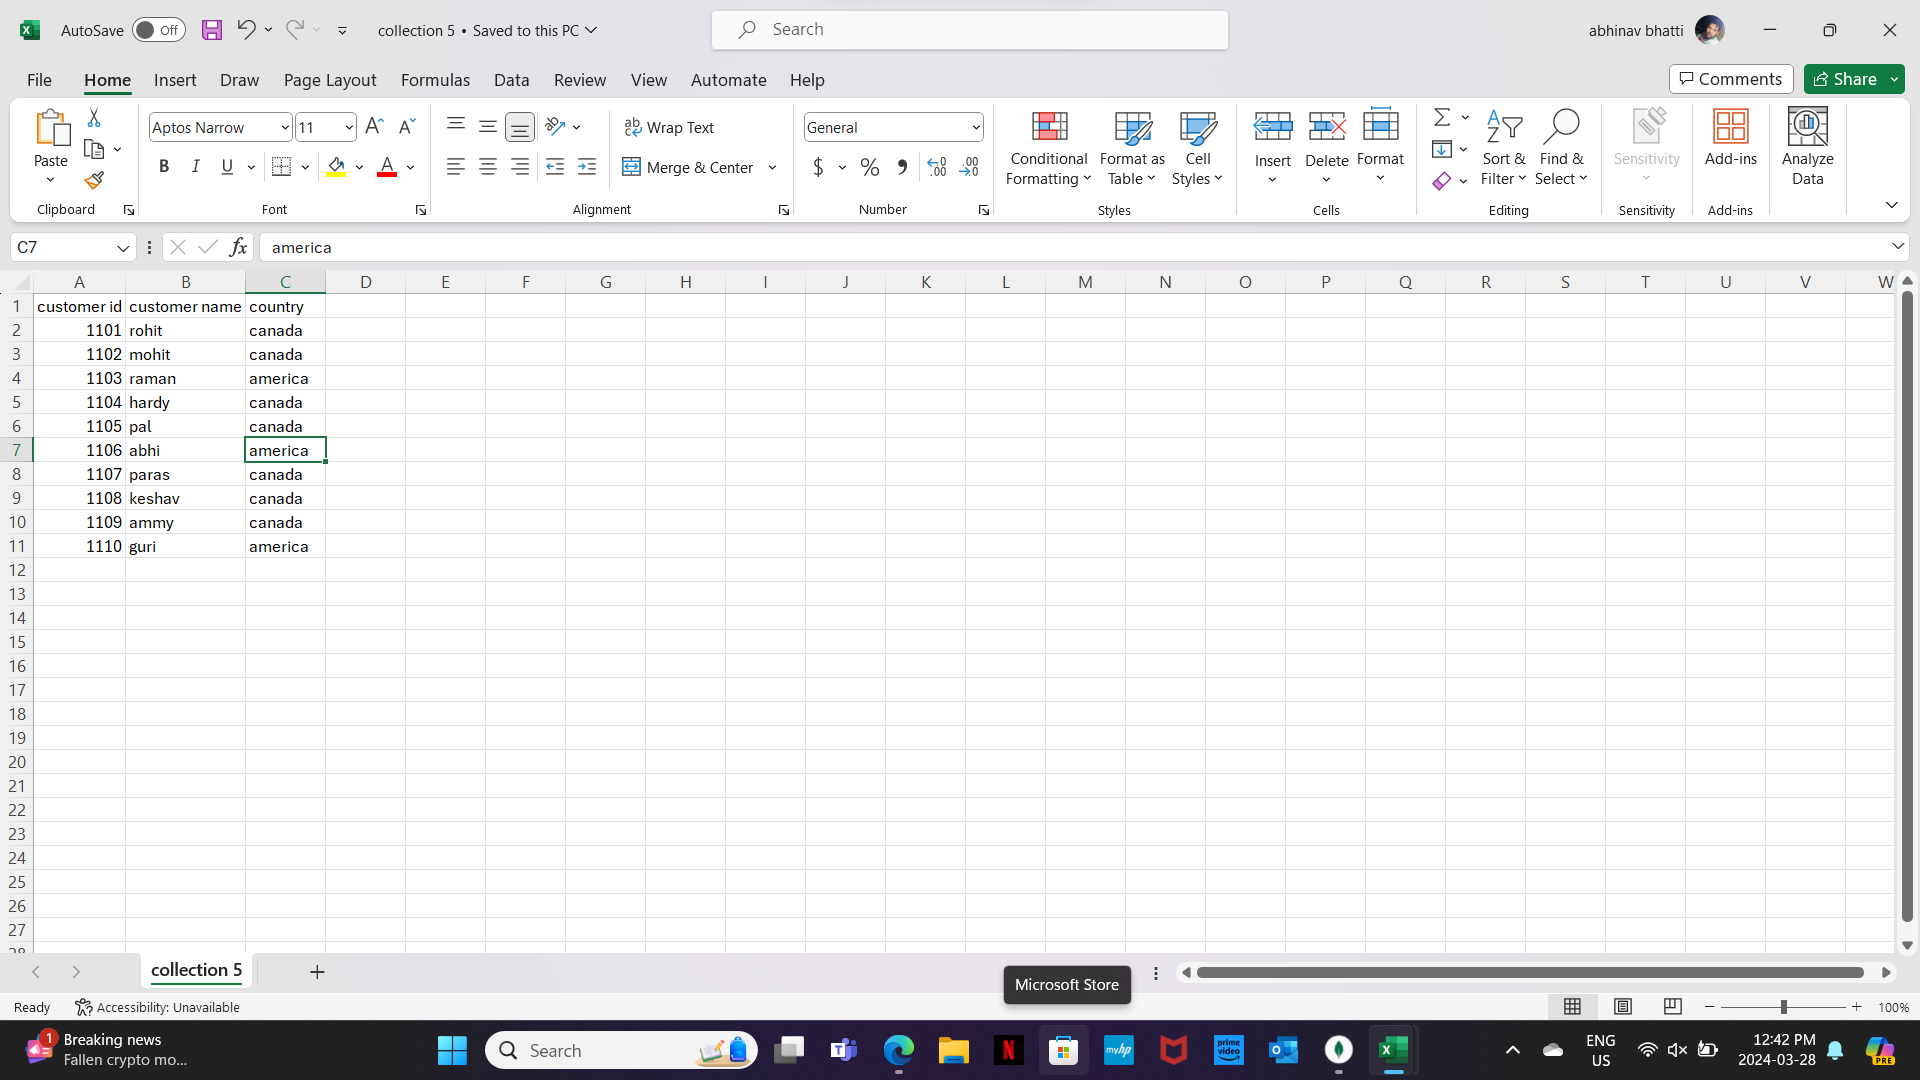 AutoSave Off collection 5 • Saved to this PC Search abhinav bhatti
File Home Insert Draw Page Layout Formulas Data Review View Automate Help Comments Share
Paste Aptos Narrow 11 Wrap Text General Conditional Formatting Format as Table Cell Styles Insert Delete Format Sort & Filter Find & Select Sensitivity Add-ins Analyze Data
B I U Merge & Center $ % 
Clipboard Font Alignment Number Styles Cells Editing Sensitivity Add-ins
C7 fx america
A B C D E F G H I J K L M N O P Q R S T U V W
1 customer id customer name country
2 1101 rohit canada
3 1102 mohit canada
4 1103 raman america
5 1104 hardy canada
6 1105 pal canada
7 1106 abhi america
8 1107 paras canada
9 1108 keshav canada
10 1109 ammy canada
11 1110 guri america
12
13
14
15
16
17
18
19
20
21
22
23
24
25
26
27
28
collection 5
Microsoft Store
Ready Accessibility: Unavailable 100%
1 Breaking news
Fallen crypto mo...
Search
N myhp prime video
ENG
US
12:42 PM
2024-03-28
PRE